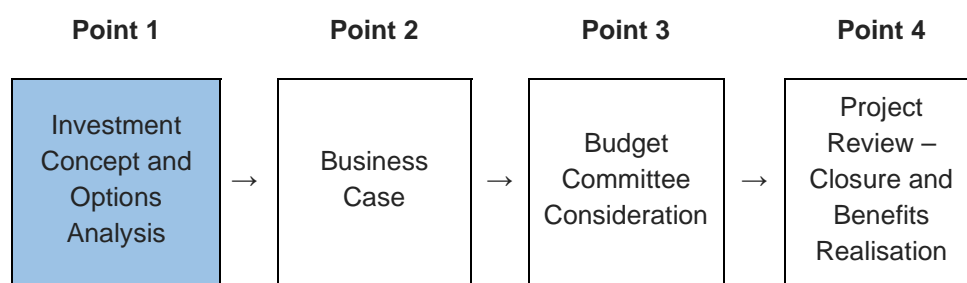 Point 1
Point 2
Point 3
Point 4
Investment
Concept and
Options
Analysis
→
Business
Case
→
Budget
Committee
Consideration
→
Project
Review –
Closure and
Benefits
Realisation